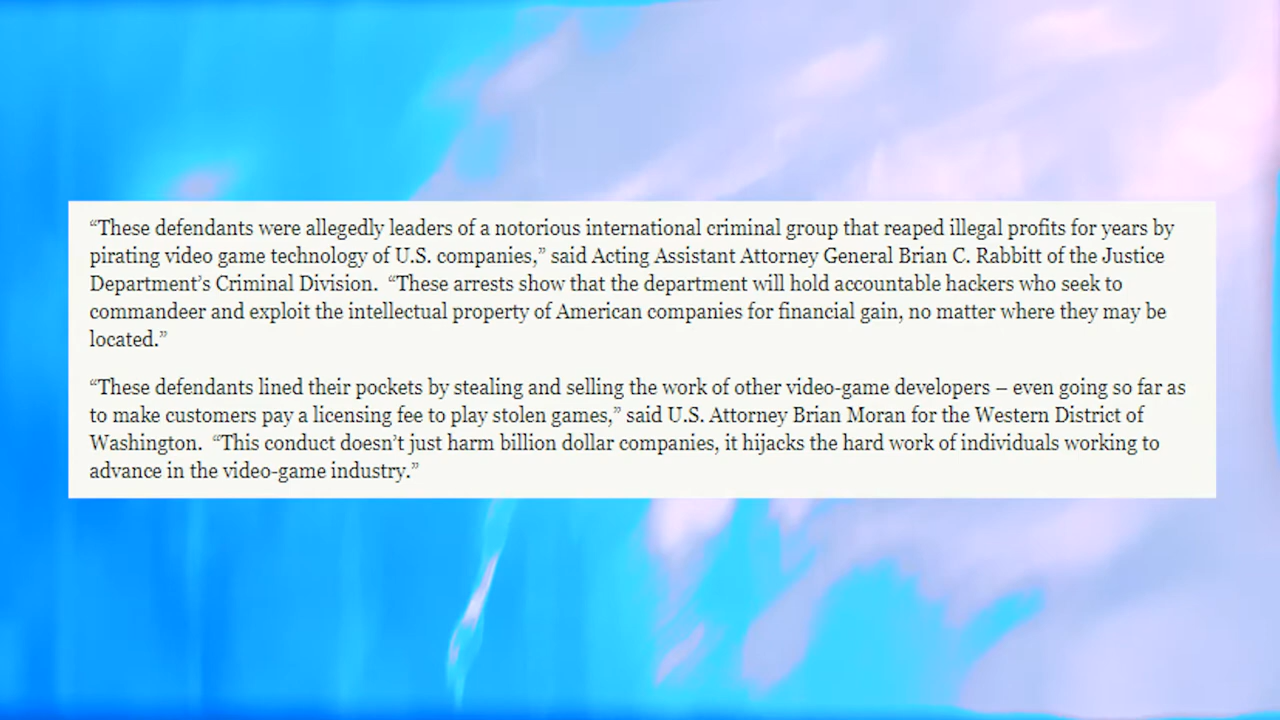 “These defendants were allegedly leaders of a notorious international criminal group that reaped illegal profits for years by
pirating video game technology of U.S. companies,” said Acting Assistant Attorney General Brian C. Rabbitt of the Justice
Department’s Criminal Division.  “These arrests show that the department will hold accountable hackers who seek to
commandeer and exploit the intellectual property of American companies for financial gain, no matter where they may be
located.”
“These defendants lined their pockets by stealing and selling the work of other video-game developers – even going so far as
to make customers pay a licensing fee to play stolen games,” said U.S. Attorney Brian Moran for the Western District of
Washington.  “This conduct doesn’t just harm billion dollar companies, it hijacks the hard work of individuals working to
advance in the video-game industry.”